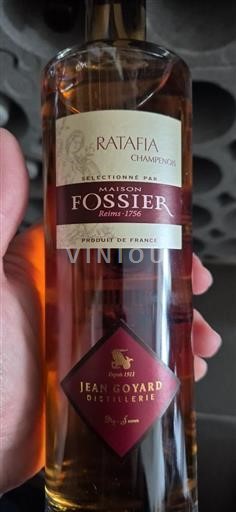 RATAFIA
CHAMPENOIS
SÉLECTIONNÉ PAR
MAISON
FOSSIER
Reims · 1756
PRODUIT DE FRANCE
VINIOU
Depuis 1911
JEAN GOYARD
DISTILLERIE